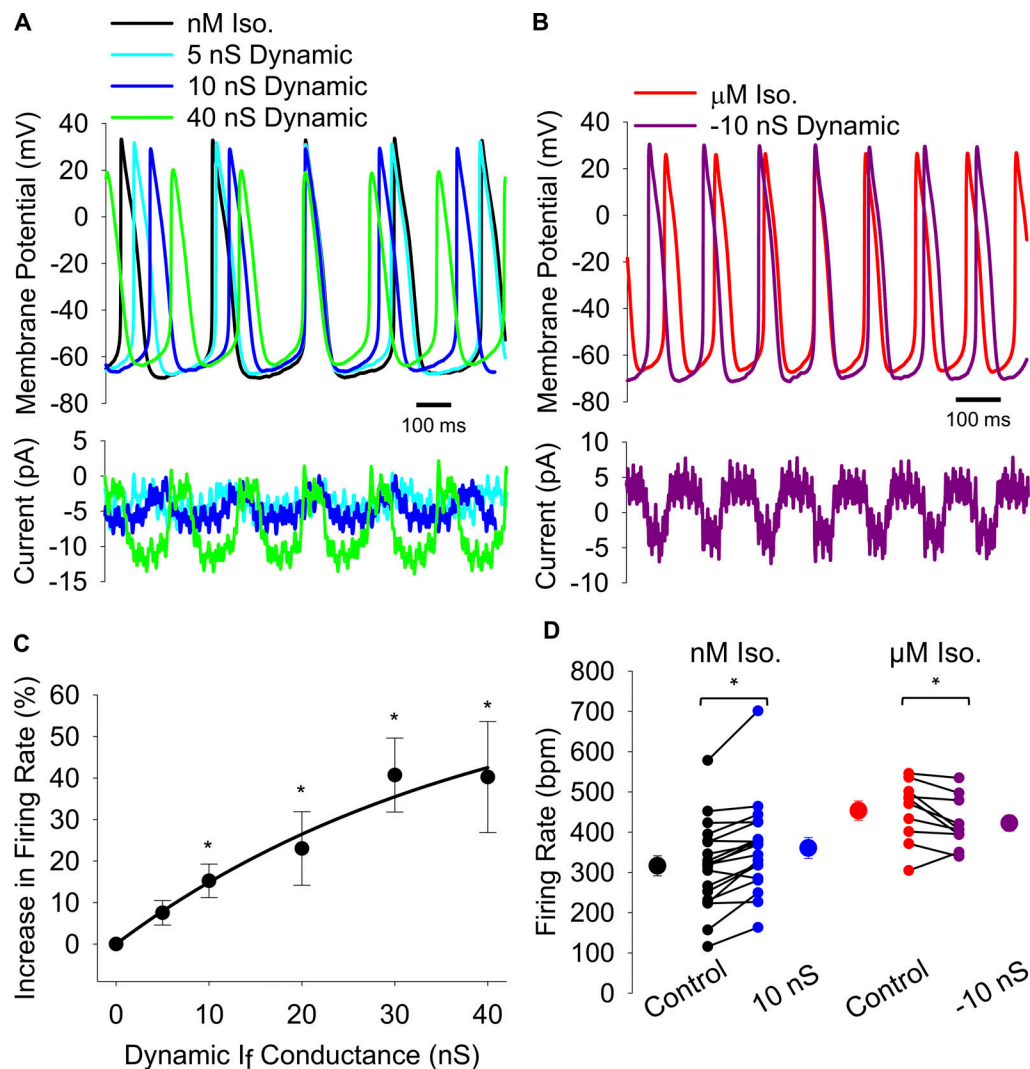 A
nM Iso.
5 nS Dynamic
10 nS Dynamic
40 nS Dynamic
Membrane Potential (mV)
40
20
0
-20
-40
-60
-80
100 ms
Current (pA)
5
0
-5
-10
-15
B
µM Iso.
-10 nS Dynamic
Membrane Potential (mV)
40
20
0
-20
-40
-60
-80
100 ms
Current (pA)
10
5
0
-5
-10
C
Increase in Firing Rate (%)
60
50
40
30
20
10
0
*
*
*
*
0 10 20 30 40
Dynamic If Conductance (nS)
D
nM Iso. µM Iso.
* *
Firing Rate (bpm)
800
700
600
500
400
300
200
100
0
Control 10 nS Control -10 nS